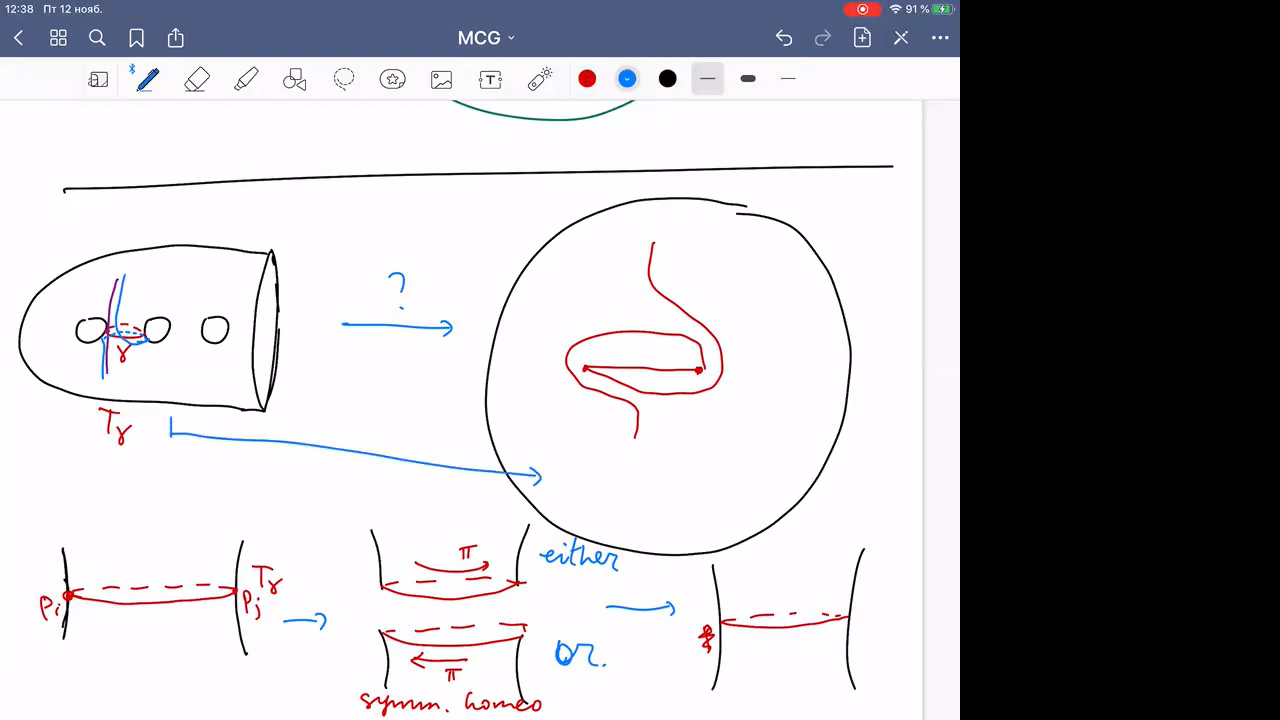 12:38 Пт 12 нояб.
91 %
MCG
T
?
γ
Tγ
π
either
Tγ
Pi
Pj
π
or.
symm. homeo